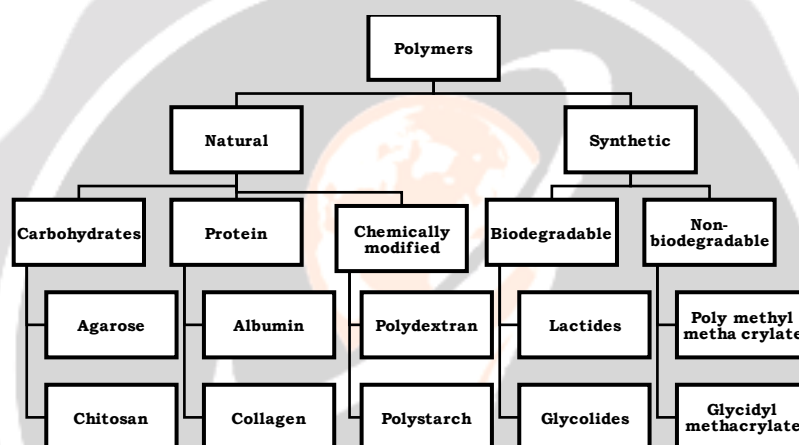 Polymers
Natural
Synthetic
Carbohydrates
Protein
Chemically
modified
Biodegradable
Non-
biodegradable
Agarose
Albumin
Polydextran
Lactides
Poly methyl
metha crylate
Chitosan
Collagen
Polystarch
Glycolides
Glycidyl
methacrylate